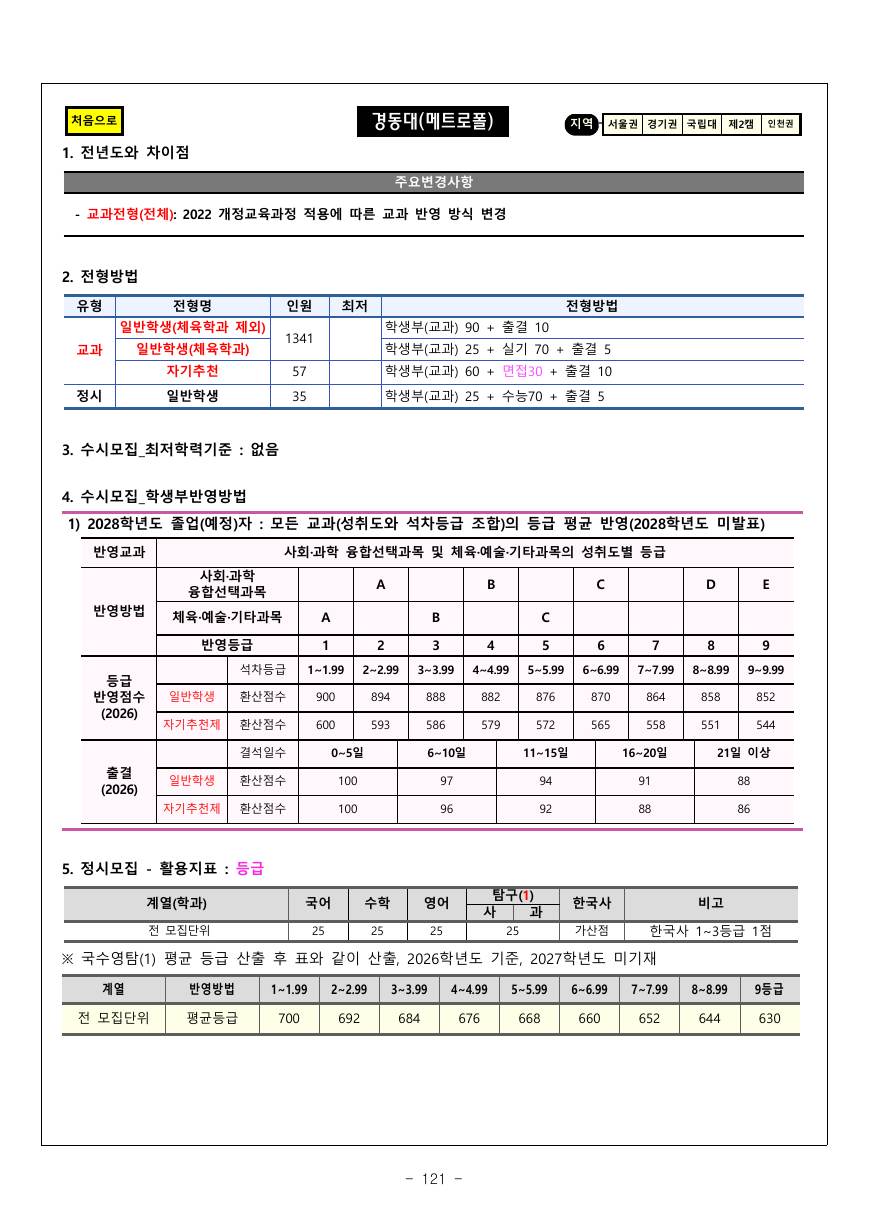 처음으로
경동대(메트로폴)
지역 서울권 경기권 국립대 제2캠 인천권
1. 전년도와 차이점
주요변경사항
- 교과전형(전체): 2022 개정교육과정 적용에 따른 교과 반영 방식 변경
2. 전형방법
유형 전형명 인원 최저 전형방법
교과 일반학생(체육학과 제외) 1341 학생부(교과) 90 + 출결 10
일반학생(체육학과) 학생부(교과) 25 + 실기 70 + 출결 5
자기추천 57 학생부(교과) 60 + 면접30 + 출결 10
정시 일반학생 35 학생부(교과) 25 + 수능70 + 출결 5
3. 수시모집_최저학력기준 : 없음
4. 수시모집_학생부반영방법
1) 2028학년도 졸업(예정)자 : 모든 교과(성취도와 석차등급 조합)의 등급 평균 반영(2028학년도 미발표)
반영교과 사회·과학 융합선택과목 및 체육·예술·기타과목의 성취도별 등급
반영방법
사회·과학
융합선택과목 A B C D E
체육·예술·기타과목 A B C
반영등급 1 2 3 4 5 6 7 8 9
등급
반영점수
(2026)
석차등급 1~1.99 2~2.99 3~3.99 4~4.99 5~5.99 6~6.99 7~7.99 8~8.99 9~9.99
일반학생 환산점수 900 894 888 882 876 870 864 858 852
자기추천제 환산점수 600 593 586 579 572 565 558 551 544
출결
(2026)
결석일수 0~5일 6~10일 11~15일 16~20일 21일 이상
일반학생 환산점수 100 97 94 91 88
자기추천제 환산점수 100 96 92 88 86
5. 정시모집 - 활용지표 : 등급
계열(학과) 국어 수학 영어 탐구(1) 한국사 비고
사 과
전 모집단위 25 25 25 25 가산점 한국사 1~3등급 1점
※ 국수영탐(1) 평균 등급 산출 후 표와 같이 산출, 2026학년도 기준, 2027학년도 미기재
계열 반영방법 1~1.99 2~2.99 3~3.99 4~4.99 5~5.99 6~6.99 7~7.99 8~8.99 9등급
전 모집단위 평균등급 700 692 684 676 668 660 652 644 630
- 121 -